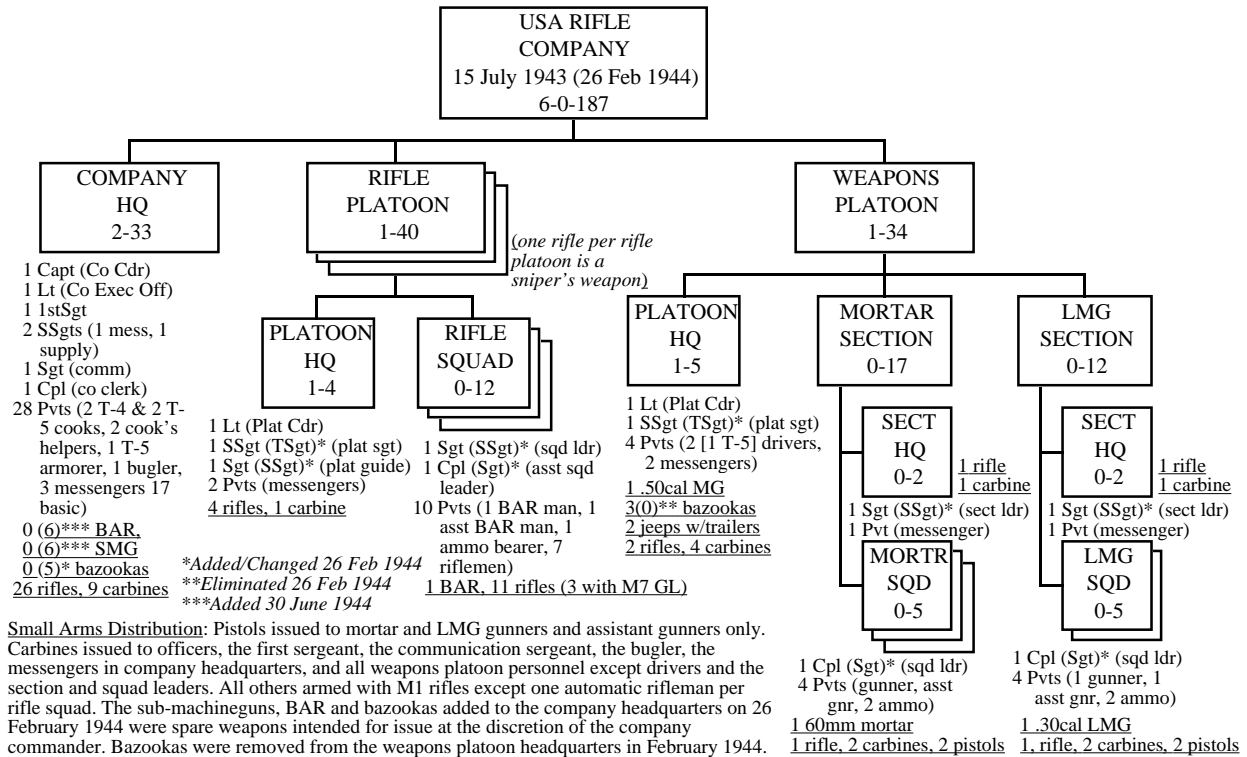 USA RIFLE
COMPANY
15 July 1943 (26 Feb 1944)
6-0-187
COMPANY
HQ
2-33
1 Capt (Co Cdr)
1 Lt (Co Exec Off)
1 1stSgt
2 SSgts (1 mess, 1
supply)
1 Sgt (comm)
1 Cpl (co clerk)
28 Pvts (2 T-4 & 2 T-
5 cooks, 2 cook's
helpers, 1 T-5
armorer, 1 bugler,
3 messengers 17
basic)
0 (6)*** BAR,
0 (6)*** SMG
0 (5)* bazookas
26 rifles, 9 carbines
RIFLE
PLATOON
1-40
(one rifle per rifle
platoon is a
sniper's weapon)
PLATOON
HQ
1-4
1 Lt (Plat Cdr)
1 SSgt (TSgt)* (plat sgt)
1 Sgt (SSgt)* (plat guide)
2 Pvts (messengers)
4 rifles, 1 carbine
RIFLE
SQUAD
0-12
1 Sgt (SSgt)* (sqd ldr)
1 Cpl (Sgt)* (asst sqd
leader)
10 Pvts (1 BAR man, 1
asst BAR man, 1
ammo bearer, 7
riflemen)
1 BAR, 11 rifles (3 with M7 GL)
*Added/Changed 26 Feb 1944
**Eliminated 26 Feb 1944
***Added 30 June 1944
WEAPONS
PLATOON
1-34
PLATOON
HQ
1-5
1 Lt (Plat Cdr)
1 SSgt (TSgt)* (plat sgt)
4 Pvts (2 [1 T-5] drivers,
2 messengers)
1 .50cal MG
3(0)** bazookas
2 jeeps w/trailers
2 rifles, 4 carbines
MORTAR
SECTION
0-17
SECT
HQ
0-2
1 rifle
1 carbine
1 Sgt (SSgt)* (sect ldr)
1 Pvt (messenger)
MORTR
SQD
0-5
1 Cpl (Sgt)* (sqd ldr)
4 Pvts (gunner, asst
gnr, 2 ammo)
1 60mm mortar
1 rifle, 2 carbines, 2 pistols
LMG
SECTION
0-12
SECT
HQ
0-2
1 rifle
1 carbine
1 Sgt (SSgt)* (sect ldr)
1 Pvt (messenger)
LMG
SQD
0-5
1 Cpl (Sgt)* (sqd ldr)
4 Pvts (1 gunner, 1
asst gnr, 2 ammo)
1 .30cal LMG
1, rifle, 2 carbines, 2 pistols
Small Arms Distribution: Pistols issued to mortar and LMG gunners and assistant gunners only.
Carbines issued to officers, the first sergeant, the communication sergeant, the bugler, the
messengers in company headquarters, and all weapons platoon personnel except drivers and the
section and squad leaders. All others armed with M1 rifles except one automatic rifleman per
rifle squad. The sub-machineguns, BAR and bazookas added to the company headquarters on 26
February 1944 were spare weapons intended for issue at the discretion of the company
commander. Bazookas were removed from the weapons platoon headquarters in February 1944.